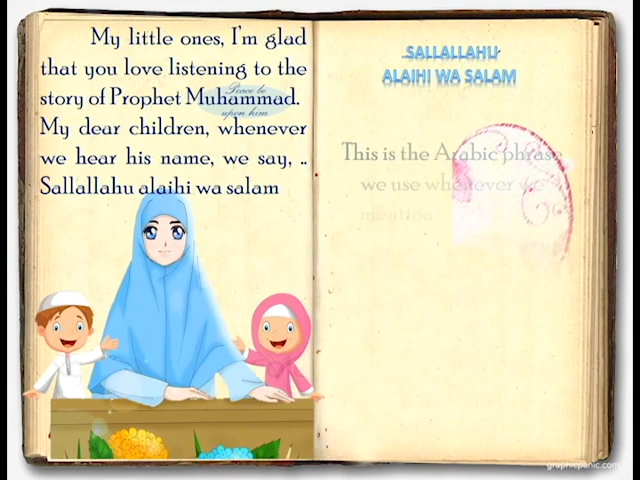 My little ones, I'm glad
that you love listening to the
story of Prophet Muhammad.
Peace be
upon him
My dear children, whenever
we hear his name, we say, ..
Sallallahu alaihi wa salam
SALLALLAHU
ALAIHI WA SALAM
This is the Arabic phrase
we use whenever we
mention
graphicpanic.com